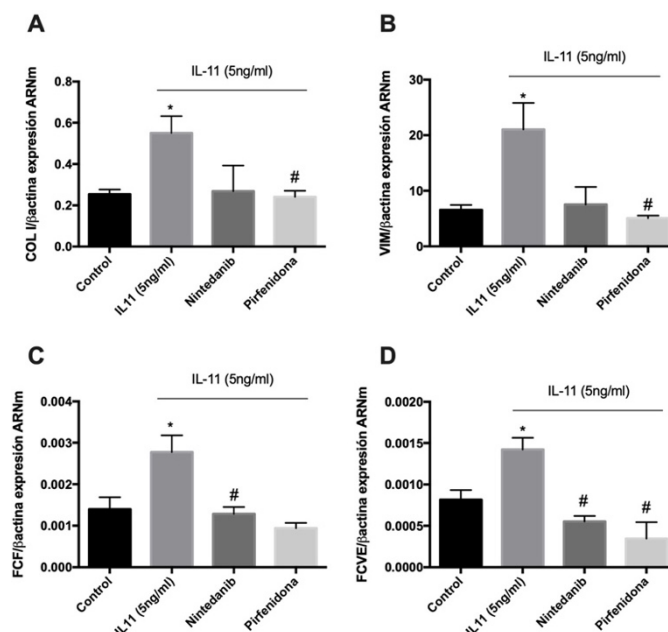 A
IL-11 (5ng/ml)
COL I/βactina expresión ARNm
0.8
0.6
0.4
0.2
0.0
*
#
Control
IL11 (5ng/ml)
Nintedanib
Pirfenidona
B
IL-11 (5ng/ml)
VIM/βactina expresión ARNm
30
20
10
0
*
#
Control
IL11 (5ng/ml)
Nintedanib
Pirfenidona
C
IL-11 (5ng/ml)
FCF/βactina expresión ARNm
0.004
0.003
0.002
0.001
0.000
*
#
Control
IL11 (5ng/ml)
Nintedanib
Pirfenidona
D
IL-11 (5ng/ml)
FCVE/βactina expresión ARNm
0.0020
0.0015
0.0010
0.0005
0.0000
*
#
#
Control
IL11 (5ng/ml)
Nintedanib
Pirfenidona